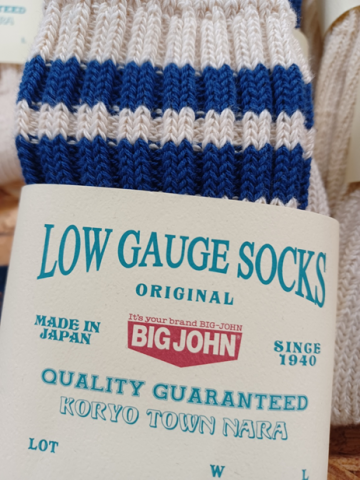 LOW GAUGE SOCKS
ORIGINAL
MADE IN
JAPAN
It's your brand BIG-JOHN
BIG JOHN
SINCE
1940
QUALITY GUARANTEED
KORYO TOWN NARA
LOT
W
L